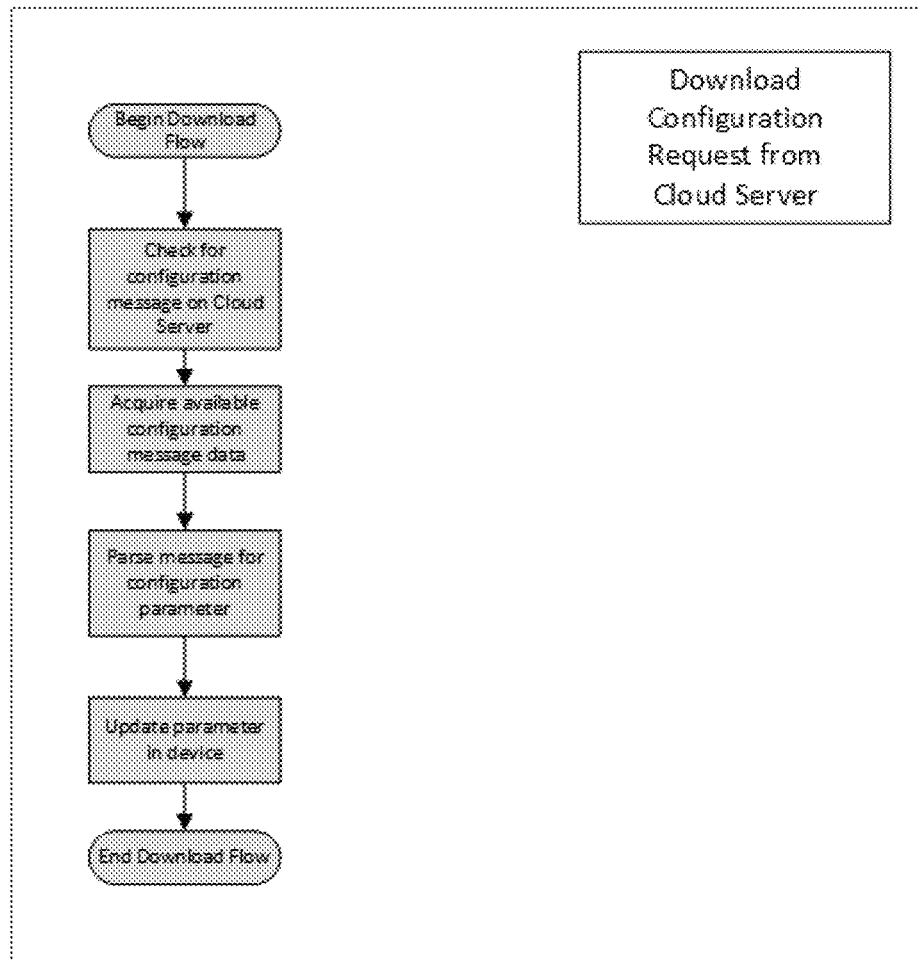 Download
Configuration
Request from
Cloud Server
Begin Download
Flow
Check for
configuration
message on Cloud
Server
Acquire available
configuration
message data
Parse message for
configuration
parameter
Update parameter
in device
End Download Flow